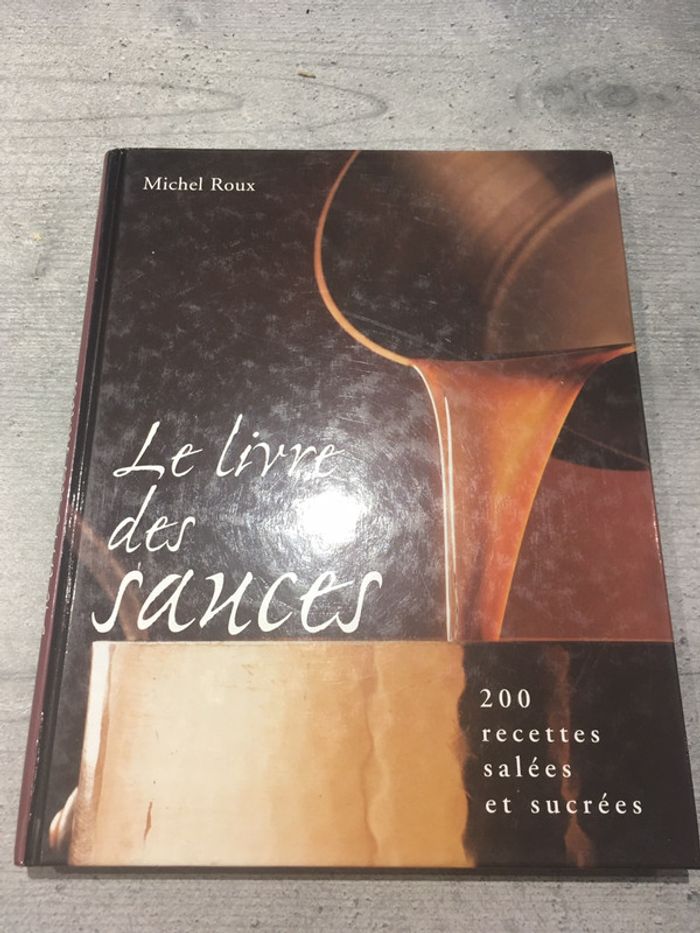 Michel Roux
Le livre
des
sauces
200
recettes
salées
et sucrées